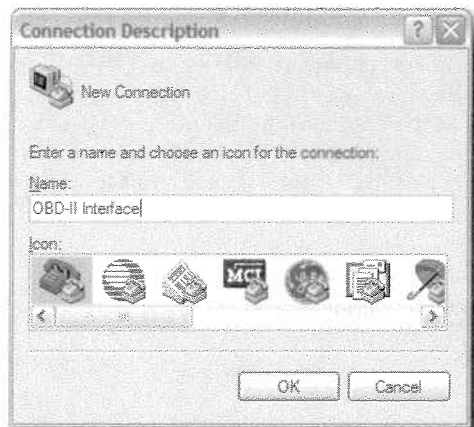 Connection Description
New Connection
Enter a name and choose an icon for the connection:
Name:
OBD-II Interface
Icon:
MCI
OK
Cancel